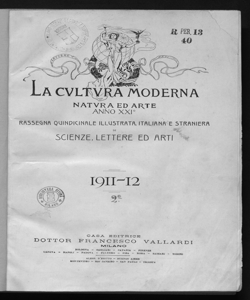 R PER 13
40
LA CVLTVRA MODERNA
NATVRA ED ARTE
ANNO XXI°
RASSEGNA QUINDICINALE ILLUSTRATA, ITALIANA E STRANIERA
DI
SCIENZE, LETTERE ED ARTI
1911-12
CASA EDITRICE
DOTTOR FRANCESCO VALLARDI
MILANO